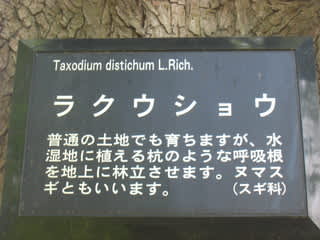 Taxodium distichum L.Rich.
ラクウショウ
普通の土地でも育ちますが、水
湿地に植える杭のような呼吸根
を地上に林立させます。ヌマス
ギともいいます。 (スギ科)